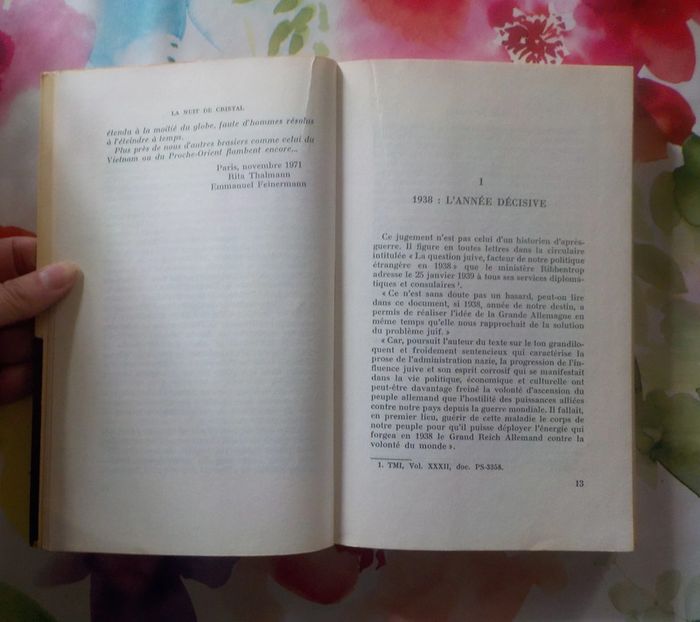 LA NUIT DE CRISTAL
étendu à la moitié du globe, faute d'hommes résolus
à l'éteindre à temps.
Plus près de nous d'autres brasiers comme celui du
Vietnam ou du Proche-Orient flambent encore...
Paris, novembre 1971
Rita Thalmann
Emmanuel Feinermann
1
1938 : L'ANNÉE DÉCISIVE
Ce jugement n'est pas celui d'un historien d'après-
guerre. Il figure en toutes lettres dans la circulaire
intitulée « La question juive, facteur de notre politique
étrangère en 1938 » que le ministère Ribbentrop
adresse le 25 janvier 1939 à tous ses services diploma-
tiques et consulaires¹.
« Ce n'est sans doute pas un hasard, peut-on lire
dans ce document, si 1938, année de notre destin, a
permis de réaliser l'idée de la Grande Allemagne en
même temps qu'elle nous rapprochait de la solution
du problème juif. »
« Car, poursuit l'auteur du texte sur le ton grandilo-
quent et froidement sentencieux qui caractérise la
prose de l'administration nazie, la progression de l'in-
fluence juive et son esprit corrosif qui se manifestait
dans la vie politique, économique et culturelle ont
peut-être davantage freiné la volonté d'ascension du
peuple allemand que l'hostilité des puissances alliées
contre notre pays depuis la guerre mondiale. Il fallait,
en premier lieu, guérir de cette maladie le corps de
notre peuple pour qu'il puisse déployer l'énergie qui
forgea en 1938 le Grand Reich Allemand contre la
volonté du monde ».
1. TMI, Vol. XXXII, doc. PS-3358.
13